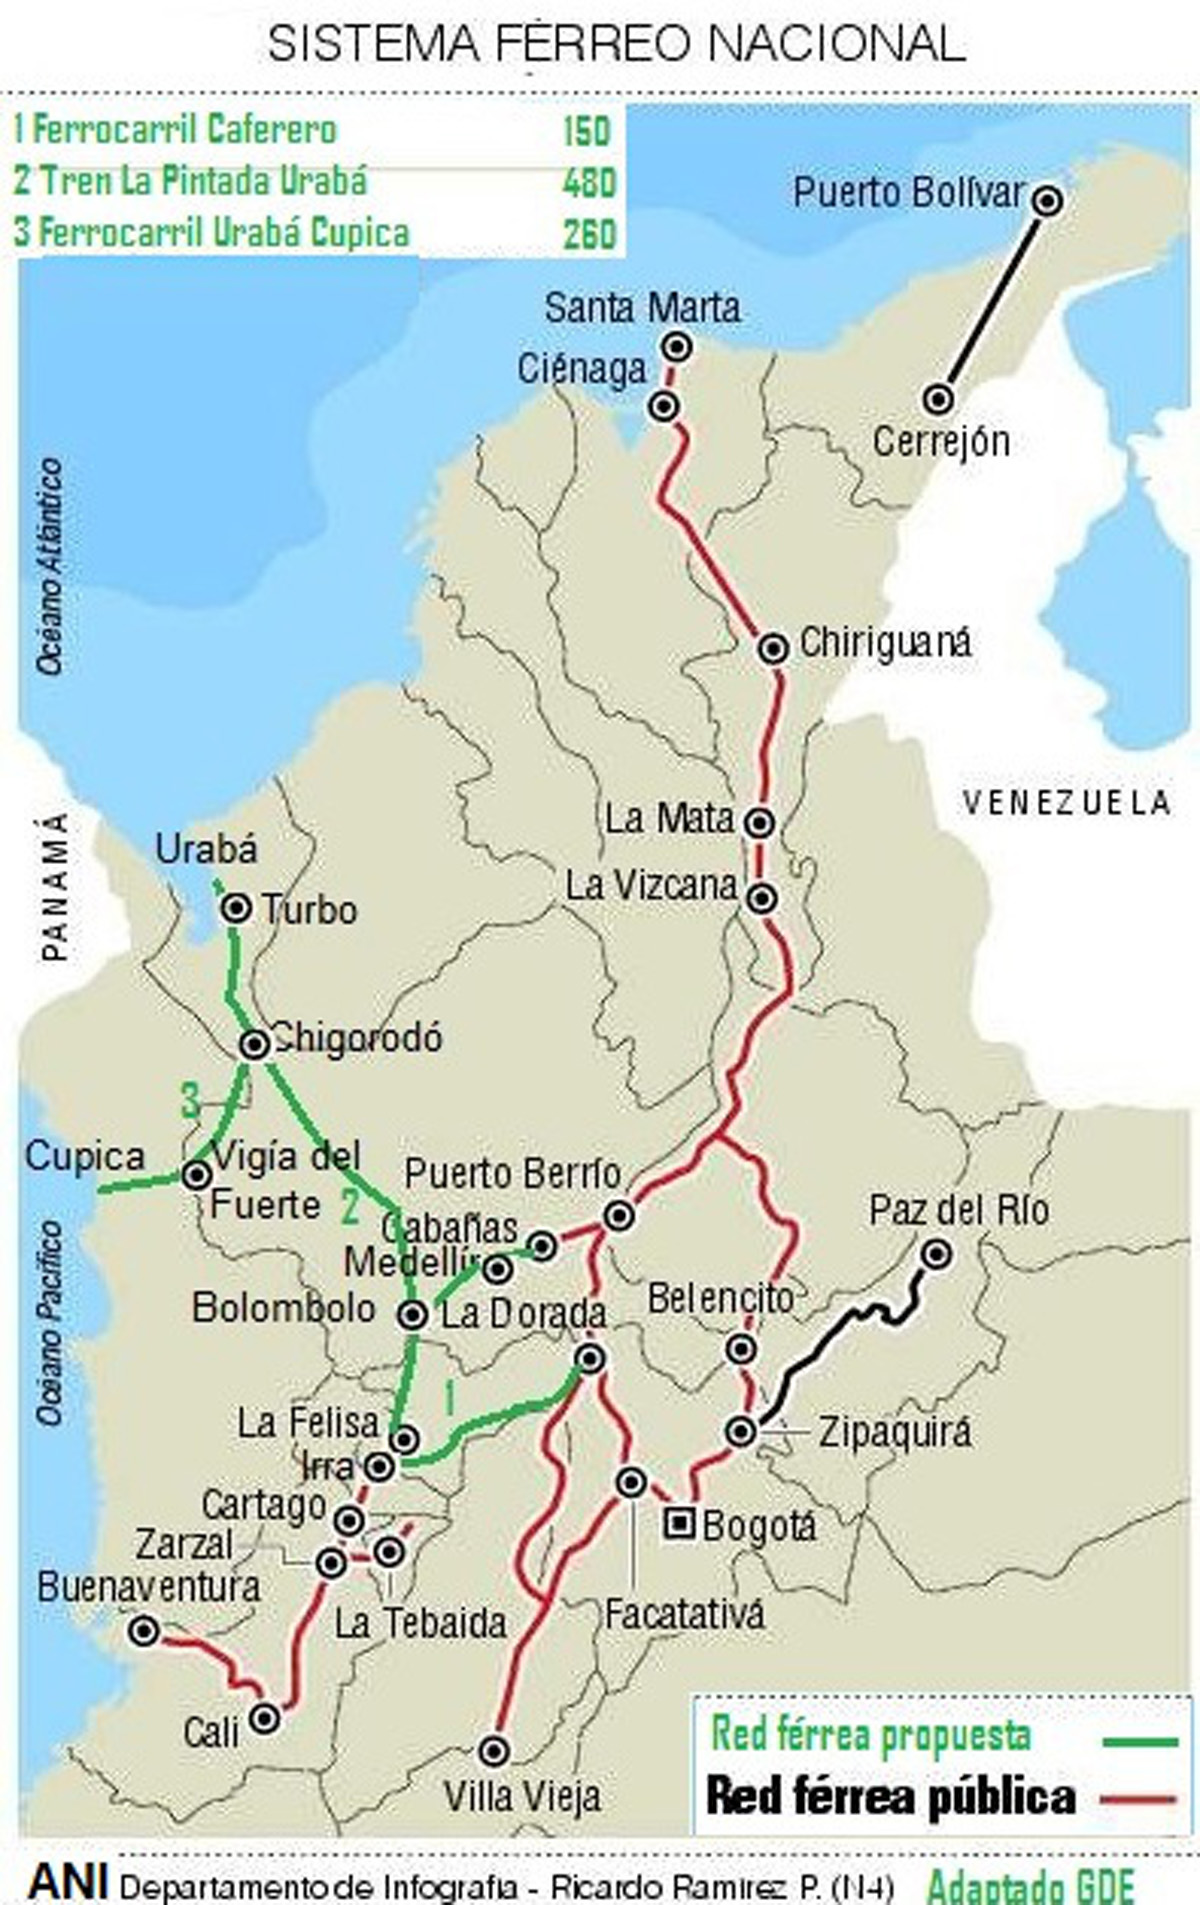 SISTEMA FÉRREO NACIONAL
1 Ferrocarril Caferero 150
2 Tren La Pintada Urabá 480
3 Ferrocarril Urabá Cupica 260
Puerto Bolívar
Santa Marta
Ciénaga
Cerrejón
Océano Atlántico
Chiriguaná
VENEZUELA
La Mata
PANAMÁ
Urabá
La Vizcana
Turbo
Chigorodó
3
Cupica
Vigía del
Fuerte
2
Puerto Berrío
Cabañas
Medellín
Paz del Río
Océano Pacífico
Bolombolo
La Dorada
Belencito
1
La Felisa
Zipaquirá
Irra
Cartago
Bogotá
Zarzal
Buenaventura
La Tebaida
Facatativá
Cali
Villa Vieja
Red férrea propuesta
Red férrea pública
ANI Departamento de Infografia - Ricardo Ramirez P. (N4) Adaptado GDE